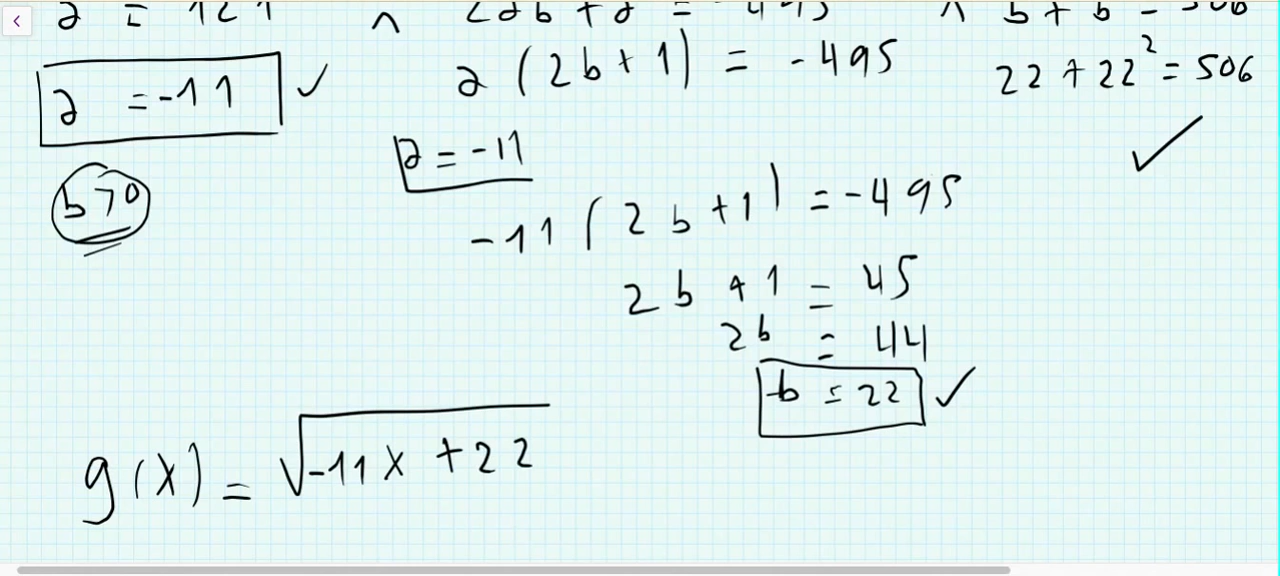 a(2b+1) = -495
22+22² = 506
a = -11
a = -11
b>0
-11(2b+1) = -495
2b+1 = 45
2b = 44
b = 22
g(x) = √-11x+22